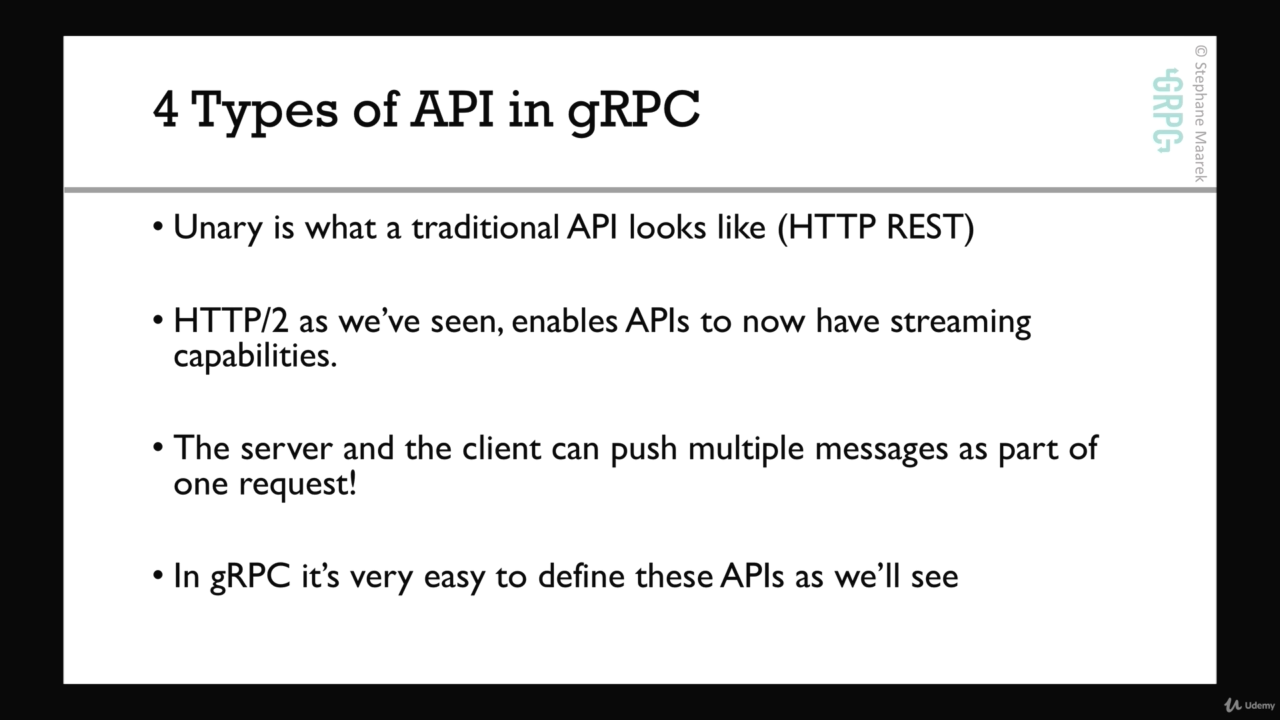 4 Types of API in gRPC
GRPC
© Stephane Maarek
• Unary is what a traditional API looks like (HTTP REST)
• HTTP/2 as we’ve seen, enables APIs to now have streaming
capabilities.
• The server and the client can push multiple messages as part of
one request!
• In gRPC it’s very easy to define these APIs as we’ll see
Udemy